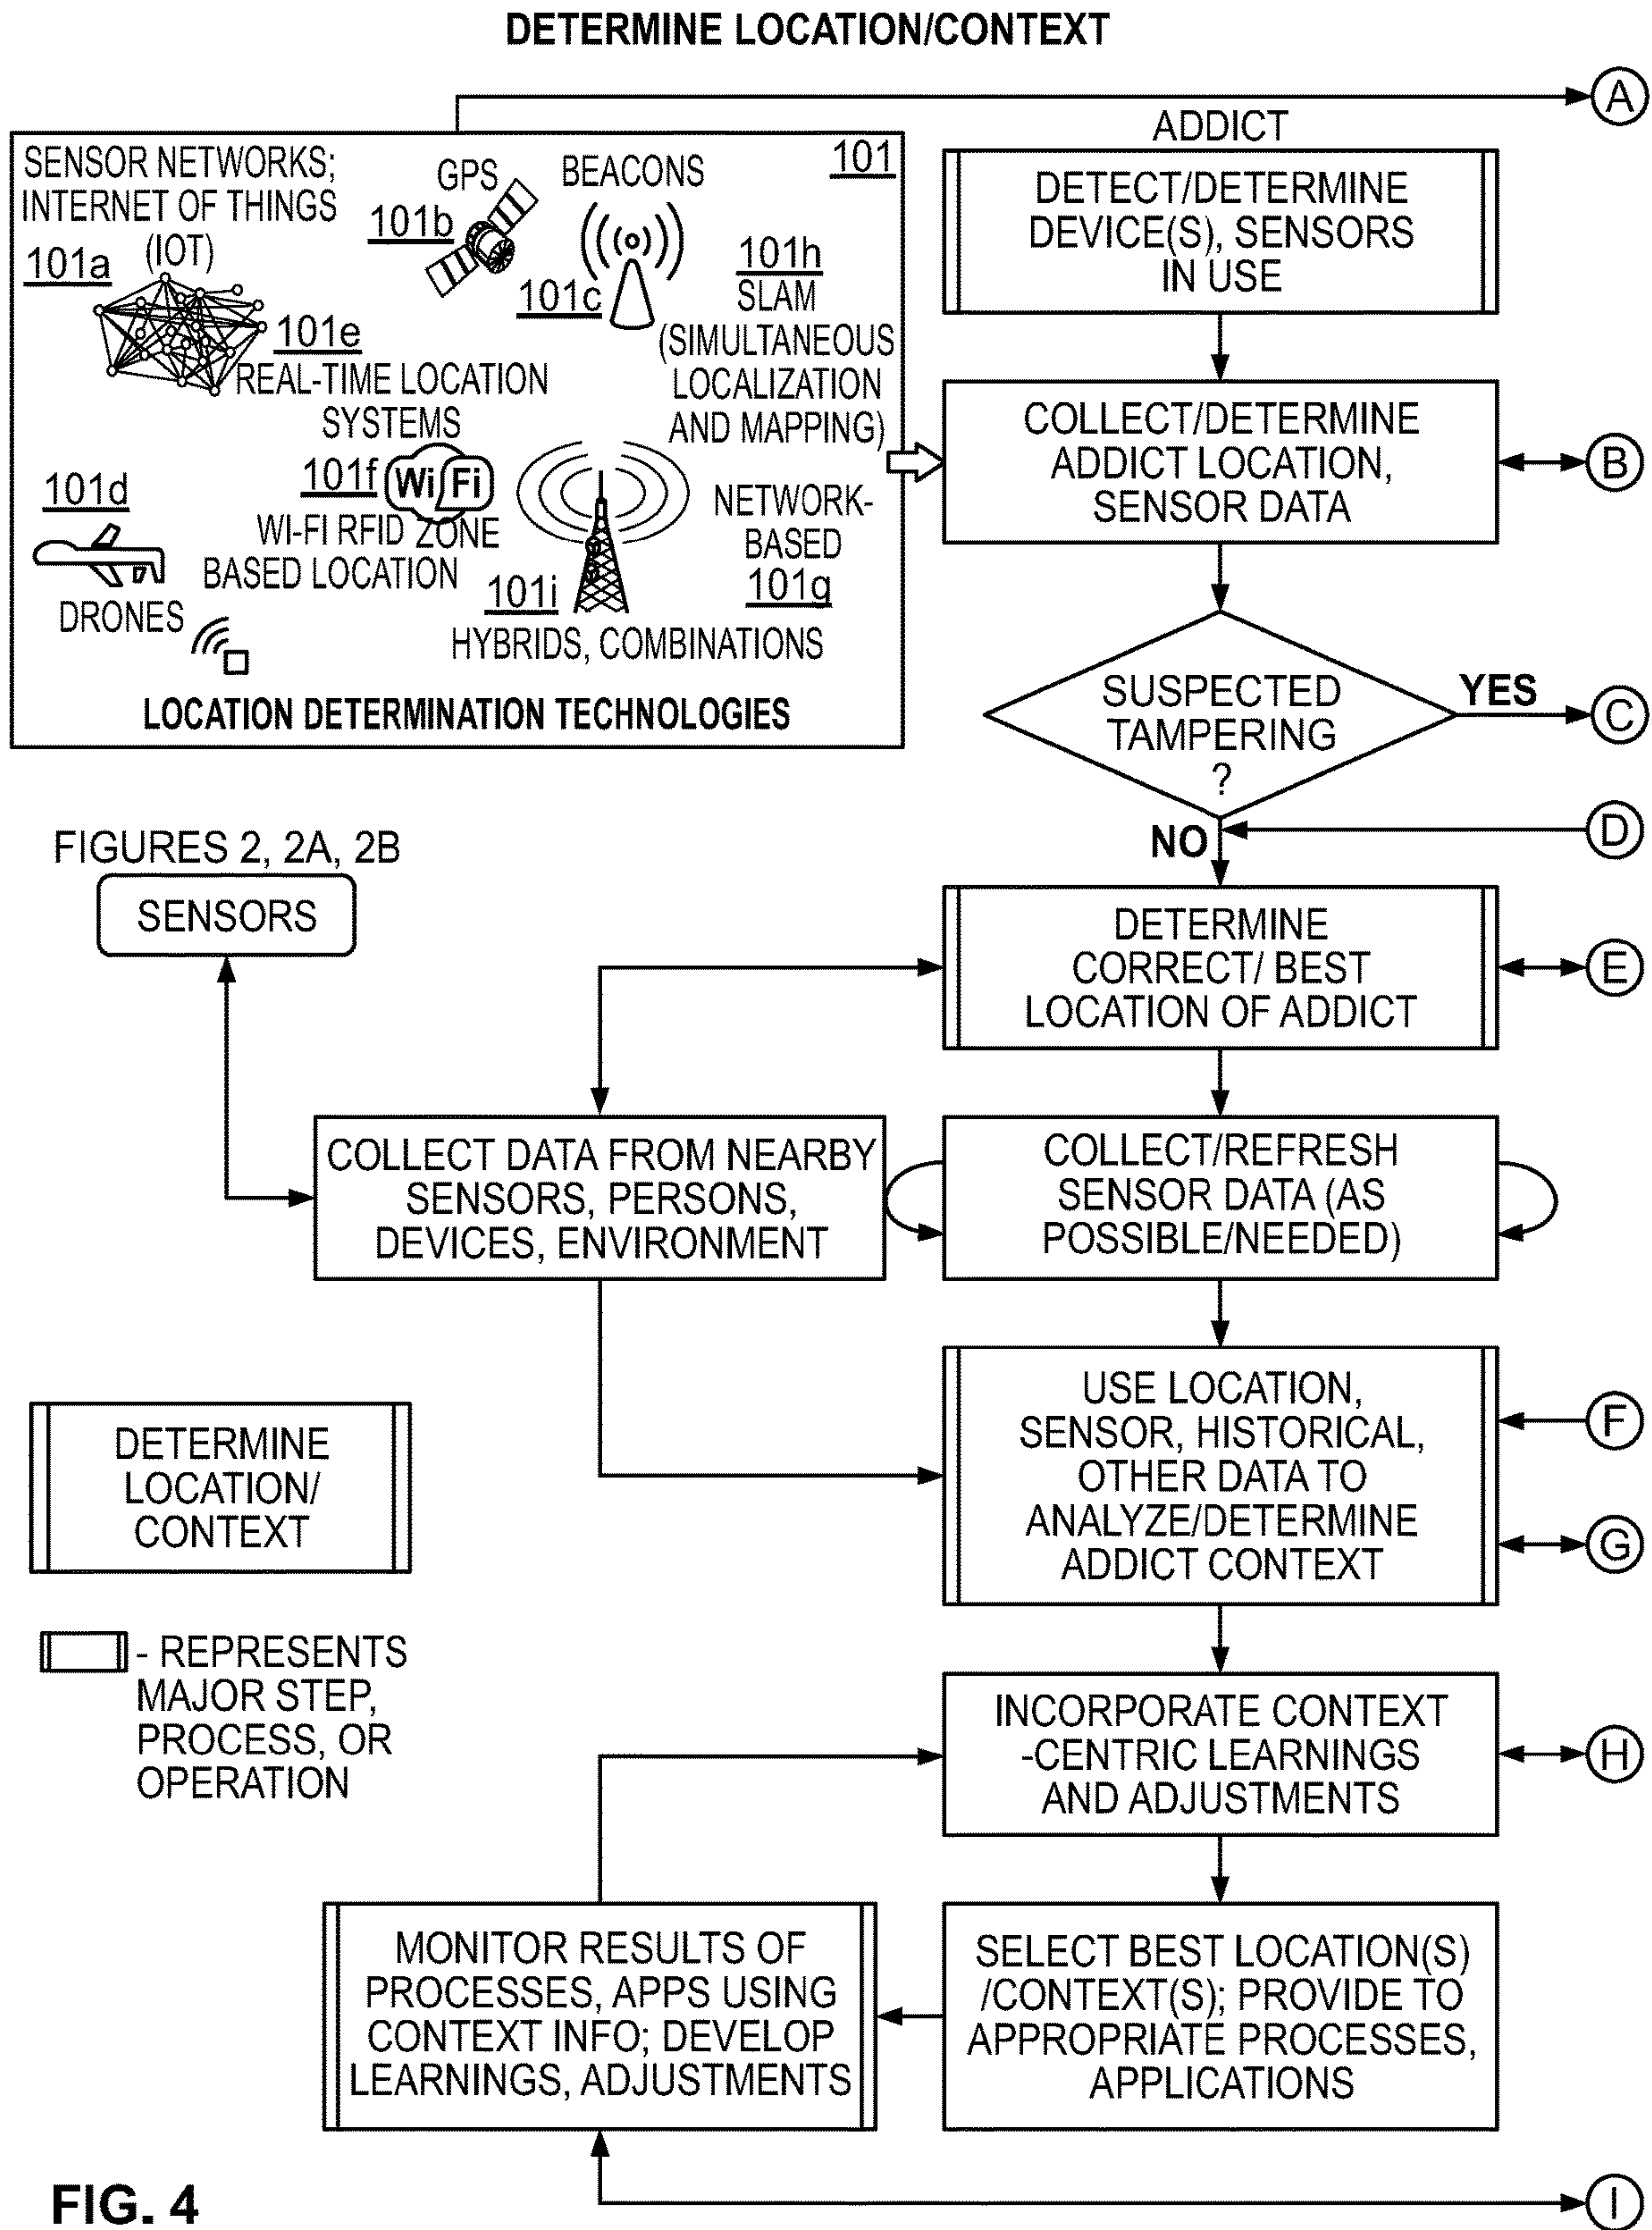 DETERMINE LOCATION/CONTEXT
A
SENSOR NETWORKS;
INTERNET OF THINGS
(IOT)
101a
GPS
101b
BEACONS
101c
101
101h
SLAM
(SIMULTANEOUS
LOCALIZATION
AND MAPPING)
101e
REAL-TIME LOCATION
SYSTEMS
101f
Wi Fi
WI-FI RFID ZONE
BASED LOCATION
101d
DRONES
NETWORK-
BASED
101g
101i
HYBRIDS, COMBINATIONS
LOCATION DETERMINATION TECHNOLOGIES
ADDICT
DETECT/DETERMINE
DEVICE(S), SENSORS
IN USE
COLLECT/DETERMINE
ADDICT LOCATION,
SENSOR DATA
B
SUSPECTED
TAMPERING
?
YES
C
NO
D
FIGURES 2, 2A, 2B
SENSORS
DETERMINE
CORRECT/ BEST
LOCATION OF ADDICT
E
COLLECT DATA FROM NEARBY
SENSORS, PERSONS,
DEVICES, ENVIRONMENT
COLLECT/REFRESH
SENSOR DATA (AS
POSSIBLE/NEEDED)
USE LOCATION,
SENSOR, HISTORICAL,
OTHER DATA TO
ANALYZE/DETERMINE
ADDICT CONTEXT
F
G
DETERMINE
LOCATION/
CONTEXT
- REPRESENTS
MAJOR STEP,
PROCESS, OR
OPERATION
INCORPORATE CONTEXT
-CENTRIC LEARNINGS
AND ADJUSTMENTS
H
MONITOR RESULTS OF
PROCESSES, APPS USING
CONTEXT INFO; DEVELOP
LEARNINGS, ADJUSTMENTS
SELECT BEST LOCATION(S)
/CONTEXT(S); PROVIDE TO
APPROPRIATE PROCESSES,
APPLICATIONS
I
FIG. 4